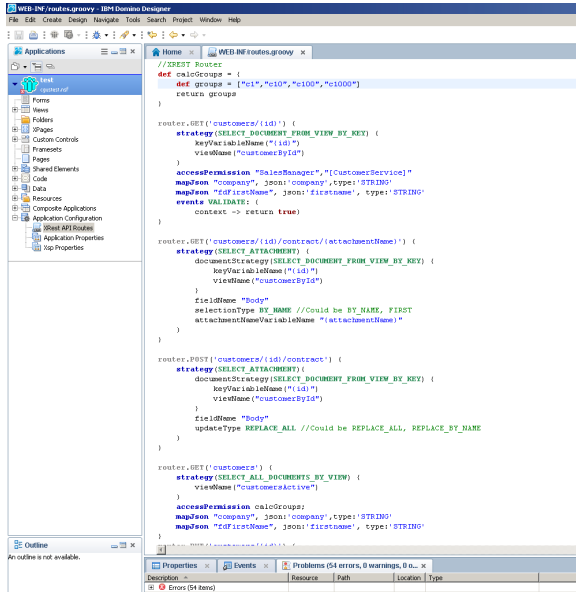 WEB-INF/routes.groovy - IBM Domino Designer
File Edit Create Design Navigate Tools Search Project Window Help
Applications
Home
WEB-INF/routes.groovy
test
Forms
Views
Folders
XPages
Custom Controls
Framesets
Pages
Shared Elements
Code
Data
Resources
Composite Applications
Application Configuration
XRest API Routes
Application Properties
Xsp Properties
//XREST Router
def calcGroups = {
def groups = ["c1","c10","c100","c1000"]
return groups
}
router.GET('customers/{id}') {
strategy(SELECT_DOCUMENT_FROM_VIEW_BY_KEY) {
keyVariableName("{id}")
viewName("customerById")
}
accessPermission "SalesManager","[CustomerService]"
mapJson "company", json:'company',type:'STRING'
mapJson "fdFirstName", json:'firstname', type:'STRING'
events VALIDATE: {
context -> return true}
}
router.GET('customers/{id}/contract/{attachmentName}') {
strategy(SELECT_ATTACHMENT) {
documentStrategy(SELECT_DOCUMENT_FROM_VIEW_BY_KEY) {
keyVariableName("{id}")
viewName("customerById")
}
fieldName "Body"
selectionType BY_NAME //Could be BY_NAME, FIRST
attachmentNameVariableName "{attachmentName}"
}
}
router.POST('customers/{id}/contract') {
strategy(SELECT_ATTACHMENT){
documentStrategy(SELECT_DOCUMENT_FROM_VIEW_BY_KEY) {
keyVariableName("{id}")
viewName("customerById")
}
fieldName "Body"
updateType REPLACE_ALL //Could be REPLACE_ALL, REPLACE_BY_NAME
}
}
router.GET('customers') {
strategy(SELECT_ALL_DOCUMENTS_BY_VIEW) {
viewName("customersActive")
}
accessPermission calcGroups;
mapJson "company", json:'company',type:'STRING'
mapJson "fdFirstName", json:'firstname', type:'STRING'
}
Outline
An outline is not available.
Properties
Events
Problems (54 errors, 0 warnings, 0 o...
Description Resource Path Location Type
Errors (54 items)